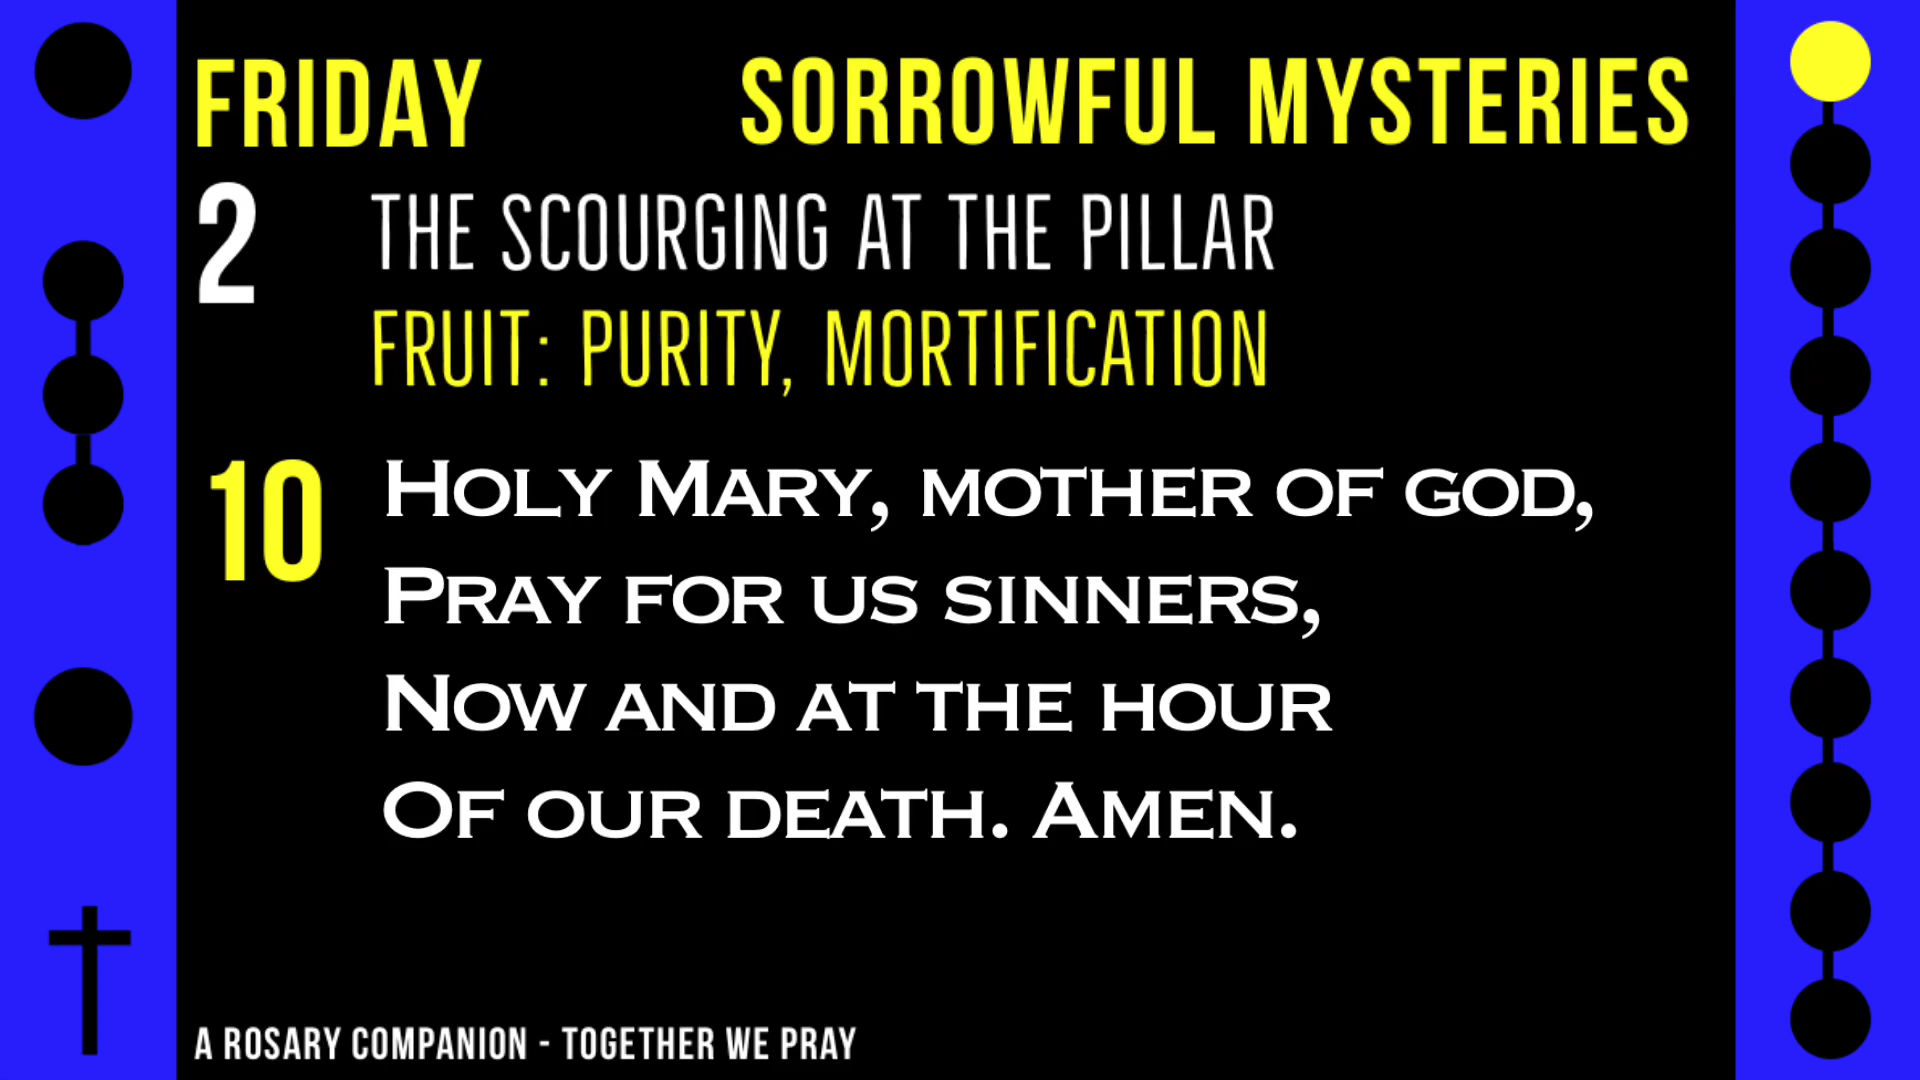 FRIDAY SORROWFUL MYSTERIES
2 THE SCOURGING AT THE PILLAR
FRUIT: PURITY, MORTIFICATION
10 HOLY MARY, MOTHER OF GOD,
PRAY FOR US SINNERS,
NOW AND AT THE HOUR
OF OUR DEATH. AMEN.
A ROSARY COMPANION - TOGETHER WE PRAY